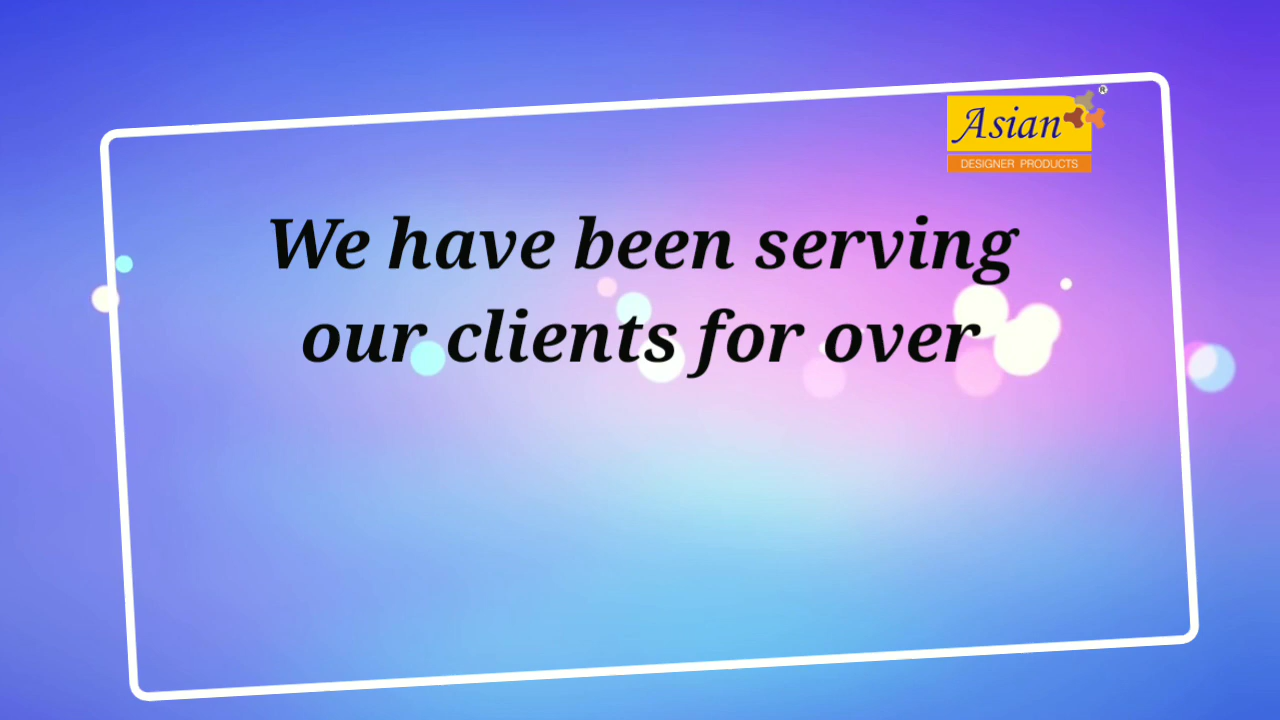 Asian ®
DESIGNER PRODUCTS
We have been serving
our clients for over